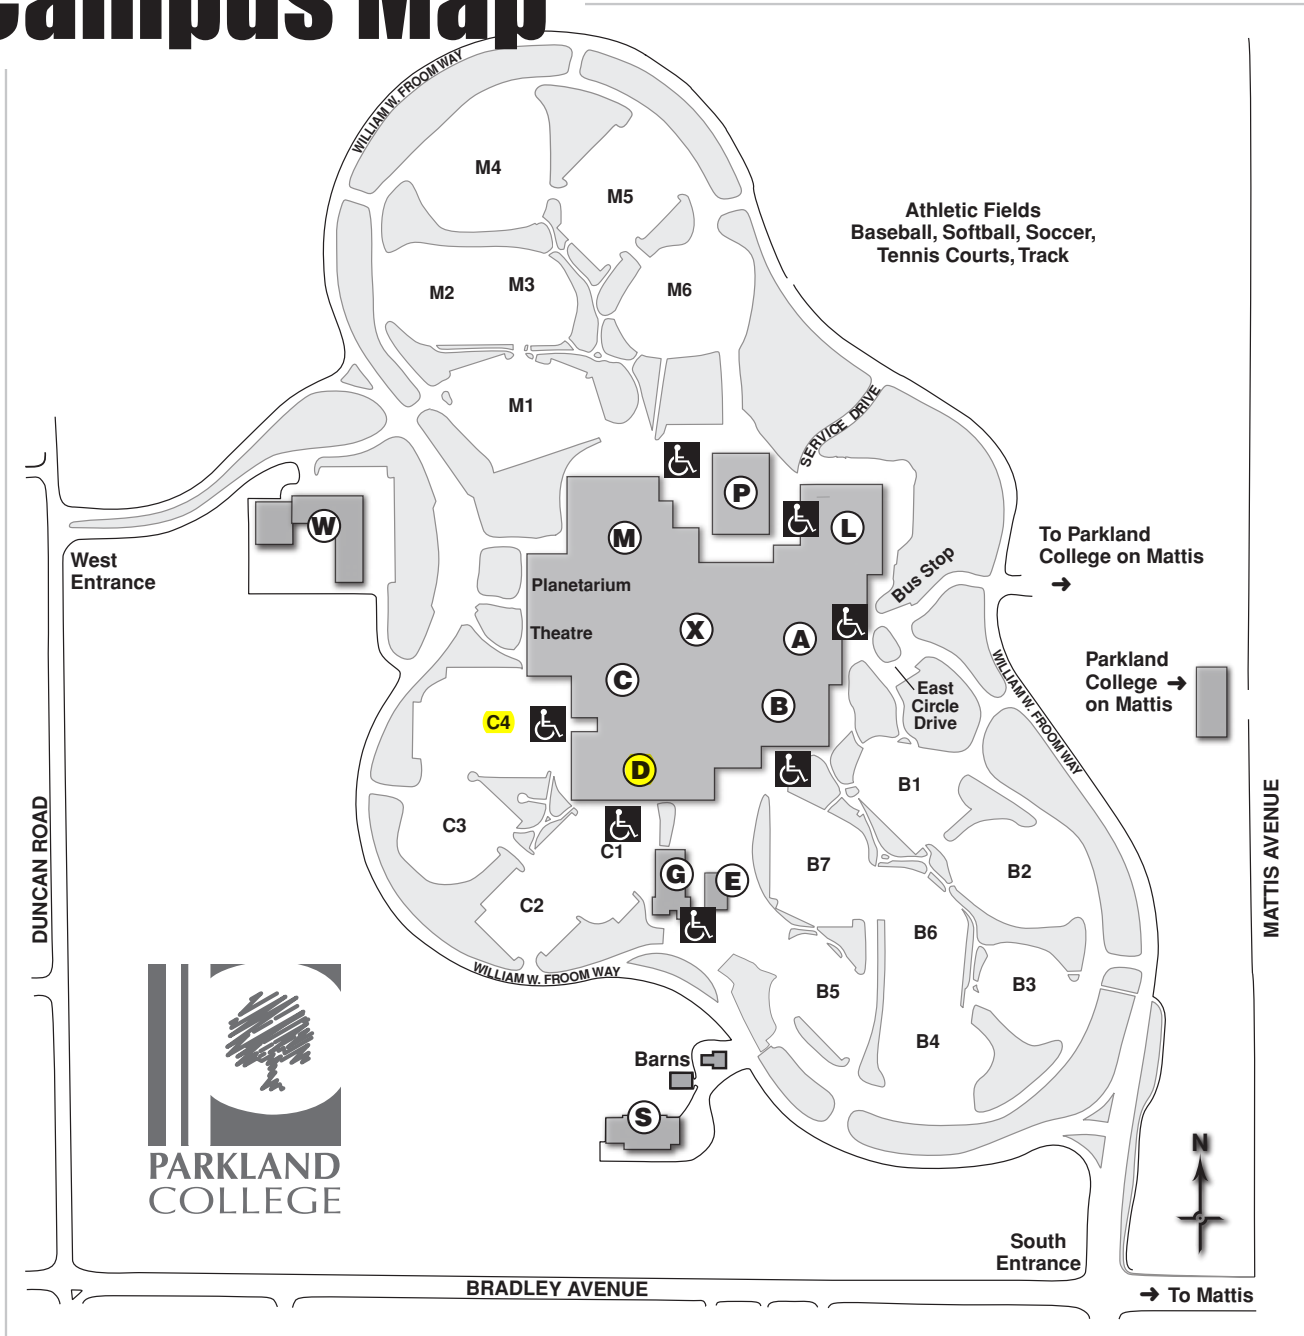 Campus Map
WILLIAM W. FROOM WAY
M4
M5
Athletic Fields
Baseball, Softball, Soccer,
Tennis Courts, Track
M2
M3
M6
M1
SERVICE DRIVE
P
W
M
L
West
Entrance
To Parkland
College on Mattis
Bus Stop
Planetarium
Theatre
X
A
C
B
WILLIAM W. FROOM WAY
Parkland
College
on Mattis
East
Circle
Drive
C4
D
B1
DUNCAN ROAD
MATTIS AVENUE
C3
C1
G
E
B7
B2
C2
B6
WILLIAM W. FROOM WAY
B5
B3
B4
Barns
S
PARKLAND
COLLEGE
N
South
Entrance
BRADLEY AVENUE
To Mattis